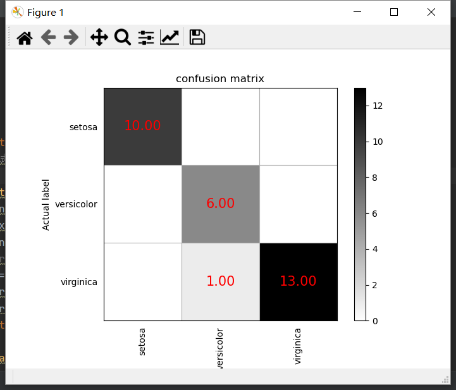 Figure 1
confusion matrix
setosa
10.00
12
10
versicolor
6.00
8
Actual label
6
4
virginica
1.00
13.00
2
0
setosa
versicolor
virginica